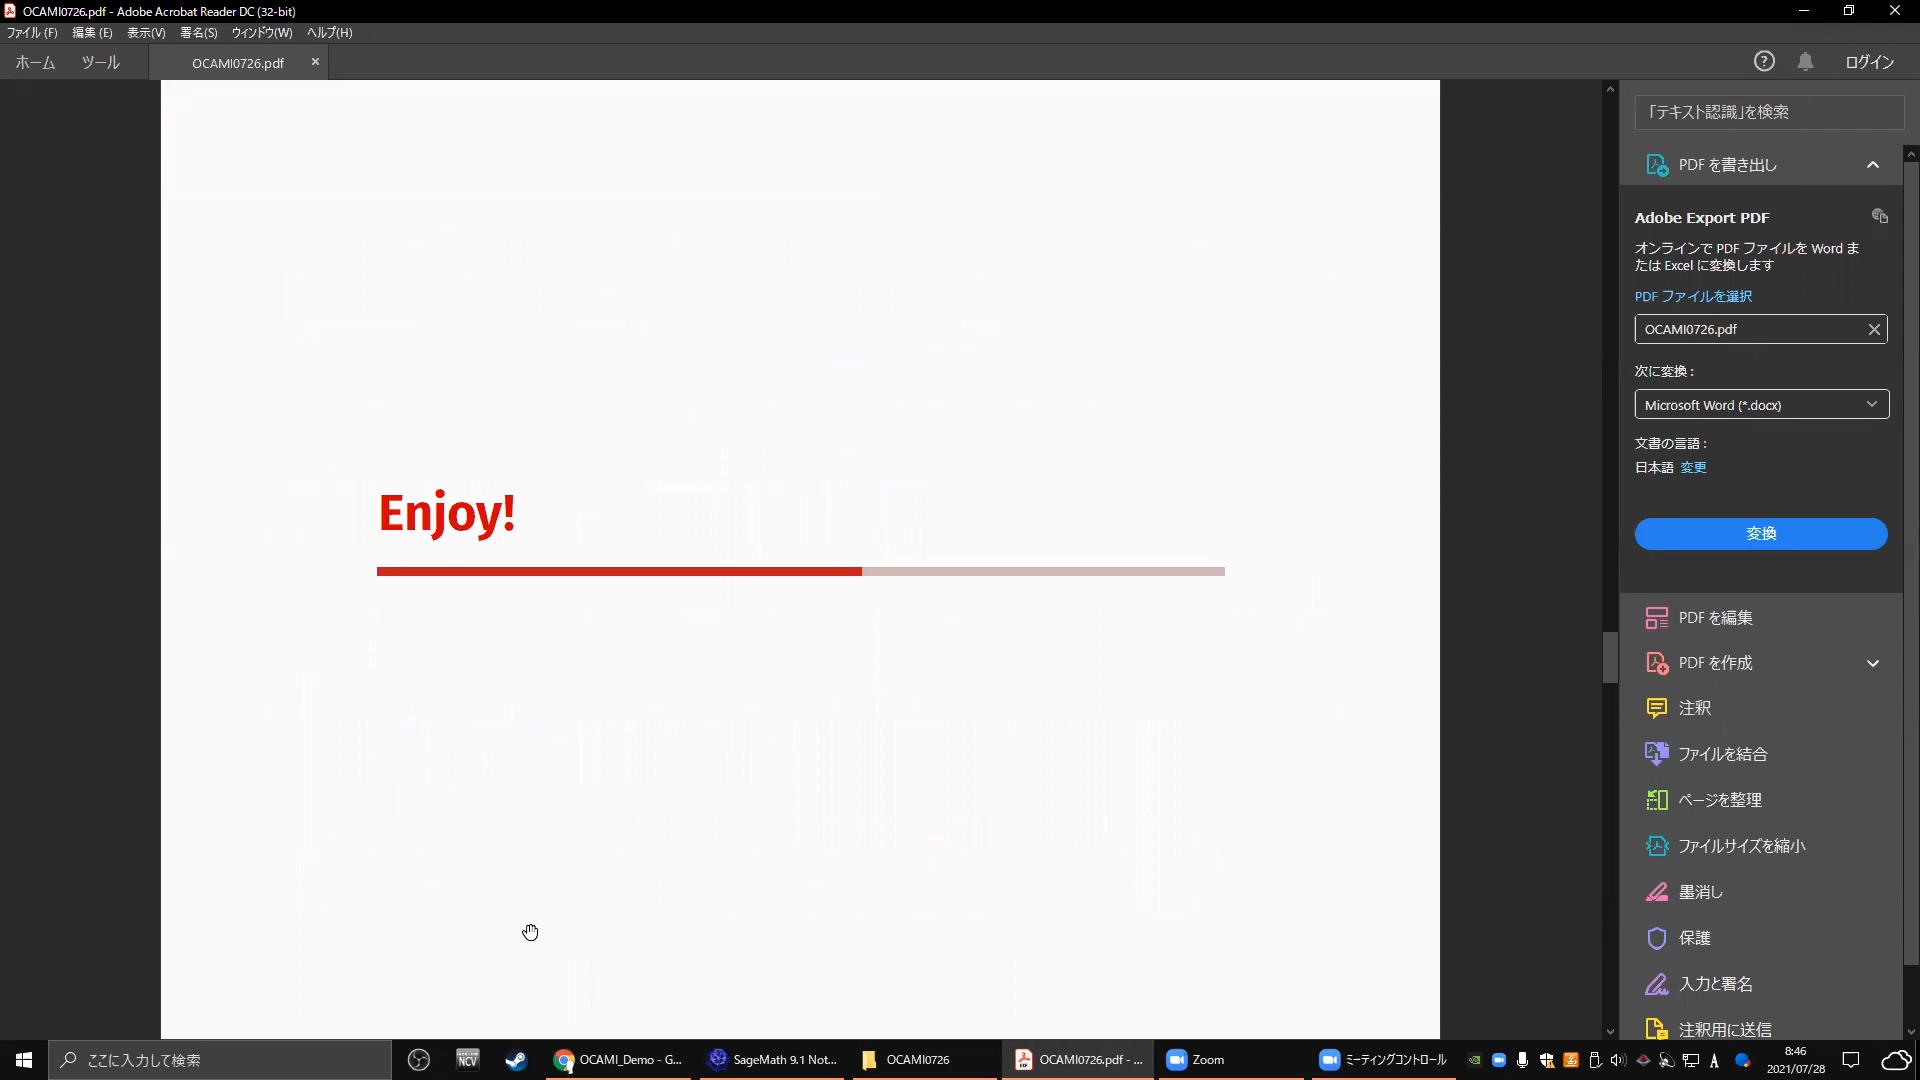 OCAMI0726.pdf - Adobe Acrobat Reader DC (32-bit)
ファイル(F) 編集(E) 表示(V) 署名(S) ウィンドウ(W) ヘルプ(H)
ホーム ツール OCAMI0726.pdf ログイン
「テキスト認識」を検索
PDF を書き出し
Adobe Export PDF
オンラインで PDF ファイルを Word ま
たは Excel に変換します
PDF ファイルを選択
OCAMI0726.pdf
次に変換 :
Microsoft Word (*.docx)
文書の言語 :
日本語 変更
変換
Enjoy!
PDF を編集
PDF を作成
注釈
ファイルを結合
ページを整理
ファイルサイズを縮小
墨消し
保護
入力と署名
注釈用に送信
ここに入力して検索 NCV OCAMI_Demo - G... SageMath 9.1 Not... OCAMI0726 OCAMI0726.pdf - ... Zoom ミーティングコントロール A 8:46
2021/07/28